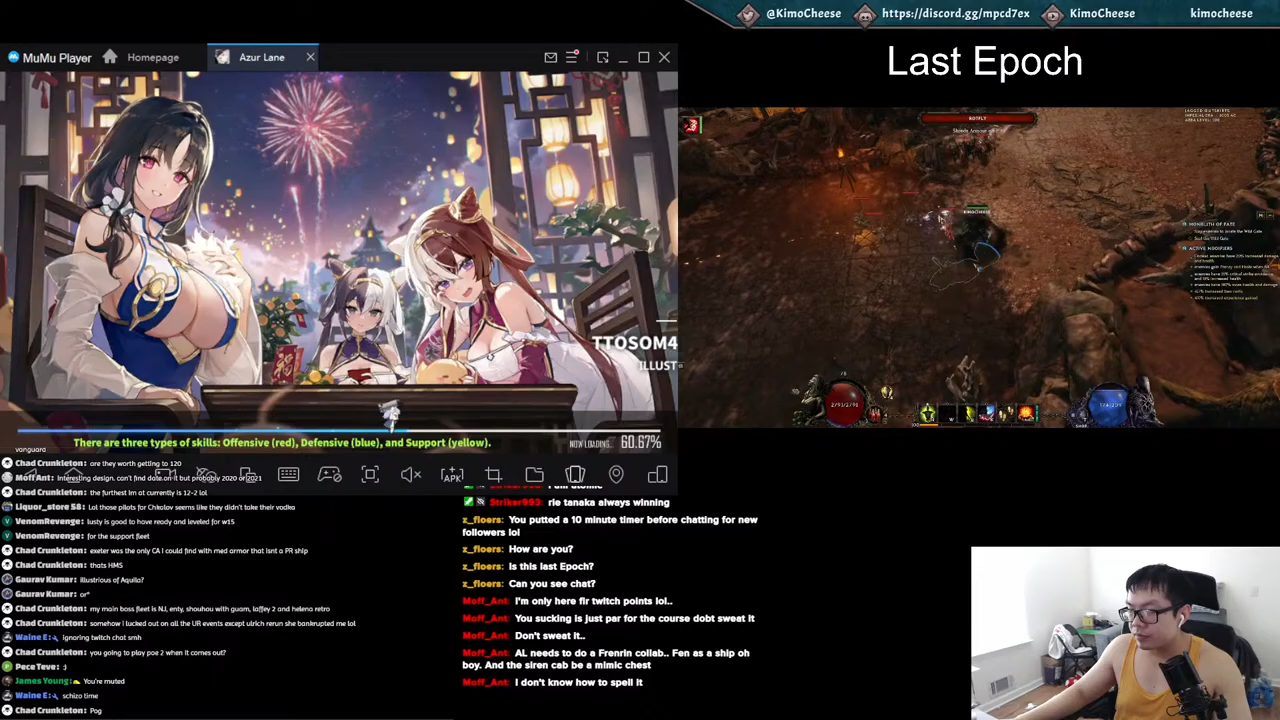 @KimoCheese
https://discord.gg/mpcd7ex
KimoCheese
kimocheese
MuMu Player
Homepage
Azur Lane
Last Epoch
ROTFLY
KIMOCHEESE
MONOLITH OF FATE
ACTIVE MODIFIERS
TTOSOM4
ILLUST
There are three types of skills: Offensive (red), Defensive (blue), and Support (yellow).
NOW LOADING...
60.67%
APK
vanguard
Chad Crunkleton: are they worth getting to 120
Moff Ant: Interesting design, can't find date on it but probably 2020 or 2021
Chad Crunkleton: the furthest im at currently is 12-2 lol
Liquor_store 58: Lol those pilots for Chkalov seems like they didn't take their vodka
VenomRevenge: lusty is good to have ready and leveled for w15
VenomRevenge: for the support fleet
Chad Crunkleton: exeter was the only CA I could find with med armor that isnt a PR ship
Chad Crunkleton: thats HMS
Gaurav Kumar: Illustrious of Aquila?
Gaurav Kumar: or*
Chad Crunkleton: my main boss fleet is NJ, enty, shouhou with guam, laffey 2 and helena retro
Chad Crunkleton: somehow i lucked out on all the UR events except ulrich rerun she bankrupted me lol
Waine E: ignoring twitch chat smh
Chad Crunkleton: you going to play poe 2 when it comes out?
Pece Teve: :)
James Young: You're muted
Waine E: schizo time
Chad Crunkleton: Pog
Strikar993: rie tanaka always winning
z_floers: You putted a 10 minute timer before chatting for new
followers lol
z_floers: How are you?
z_floers: Is this last Epoch?
z_floers: Can you see chat?
Moff_Ant: I'm only here fir twitch points lol..
Moff_Ant: You sucking is just par for the course dobt sweat it
Moff_Ant: Don't sweat it..
Moff_Ant: AL needs to do a Frenrin collab.. Fen as a ship oh
boy. And the siren cab be a mimic chest
Moff_Ant: I don't know how to spell it